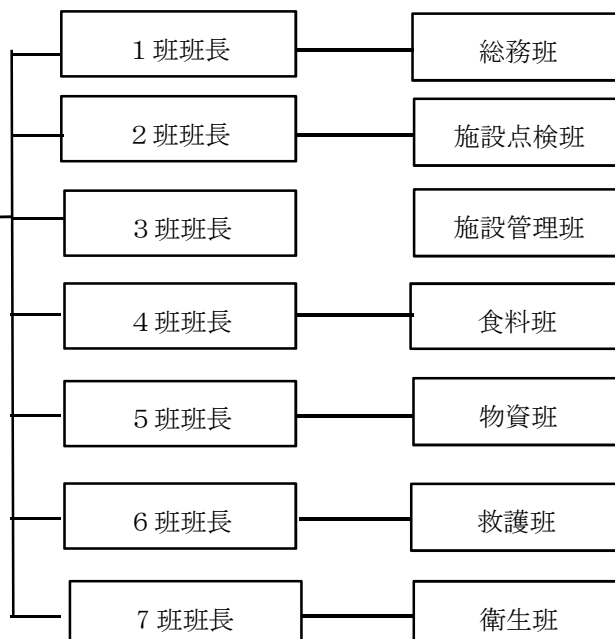 １班班長
総務班
２班班長
施設点検班
３班班長
施設管理班
４班班長
食料班
５班班長
物資班
６班班長
救護班
７班班長
衛生班